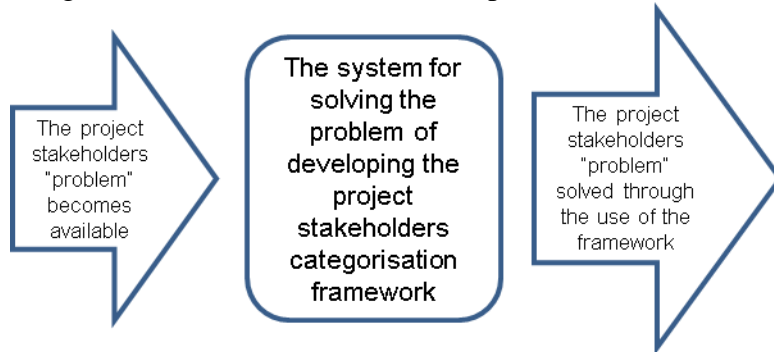 The project
stakeholders
"problem"
becomes
available
The system for
solving the
problem of
developing the
project
stakeholders
categorisation
framework
The project
stakeholders
"problem"
solved through
the use of the
framework